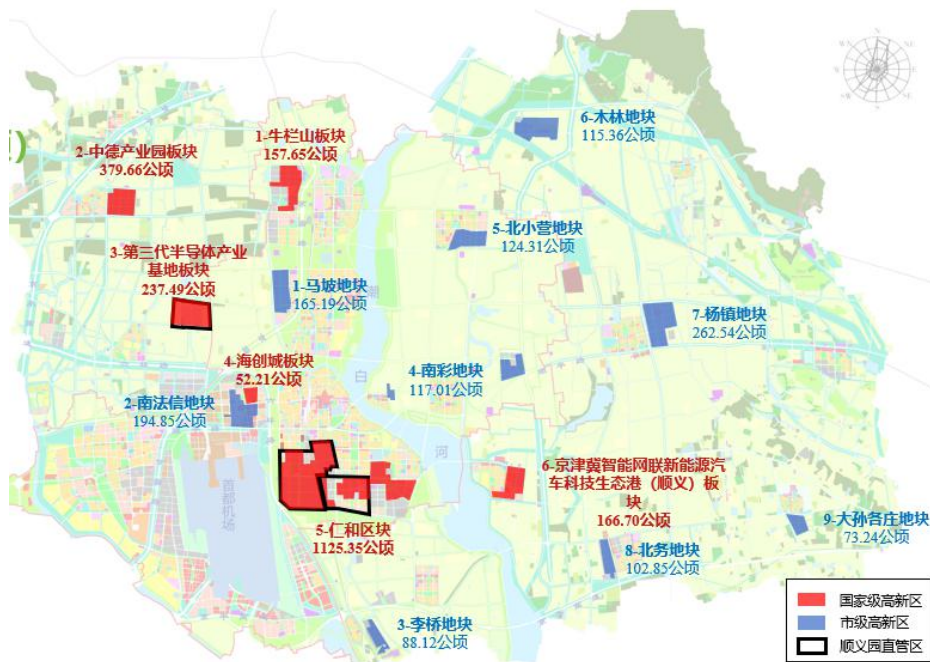 6-木林地块
115.36公顷
1-牛栏山板块
157.65公顷
)
2-中德产业园板块
379.66公顷
5-北小营地块
124.31公顷
3-第三代半导体产业
基地板块
237.49公顷
1-马坡地块
165.19公顷
潮
7-杨镇地块
262.54公顷
4-海创城板块
52.21公顷
4-南彩地块
117.01公顷
白
2-南法信地块
194.85公顷
河
首都机场
6-京津冀智能网联新能源汽
车科技生态港（顺义）板
块
166.70公顷
5-仁和区块
1125.35公顷
9-大孙各庄地块
73.24公顷
8-北务地块
102.85公顷
3-李桥地块
88.12公顷
国家级高新区
市级高新区
顺义园直管区